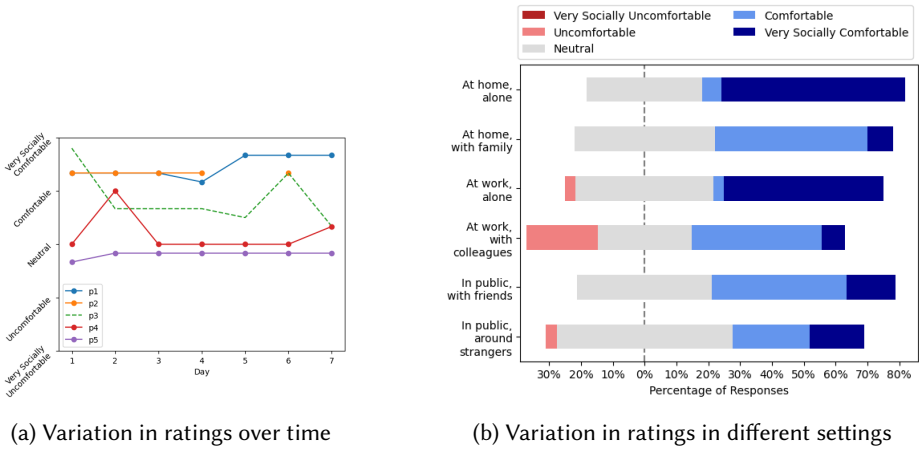 Very Socially Uncomfortable
Uncomfortable
Neutral
Comfortable
Very Socially Comfortable
Very Socially
Comfortable
Comfortable
Neutral
Uncomfortable
Very Socially
Uncomfortable
p1
p2
p3
p4
p5
1 2 3 4 5 6 7
Day
At home,
alone
At home,
with family
At work,
alone
At work,
with
colleagues
In public,
with friends
In public,
around
strangers
30% 20% 10% 0% 10% 20% 30% 40% 50% 60% 70% 80%
Percentage of Responses
(a) Variation in ratings over time
(b) Variation in ratings in different settings